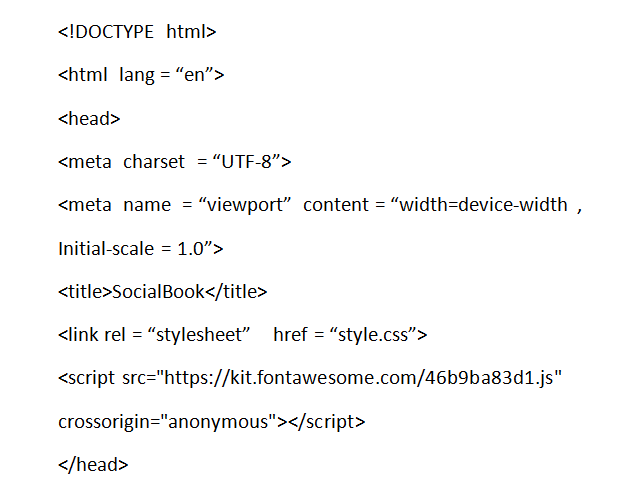 <!DOCTYPE html>
<html lang = “en”>
<head>
<meta charset = “UTF-8”>
<meta name = “viewport” content = “width=device-width ,
Initial-scale = 1.0”>
<title>SocialBook</title>
<link rel = “stylesheet” href = “style.css”>
<script src="https://kit.fontawesome.com/46b9ba83d1.js"
crossorigin="anonymous"></script>
</head>